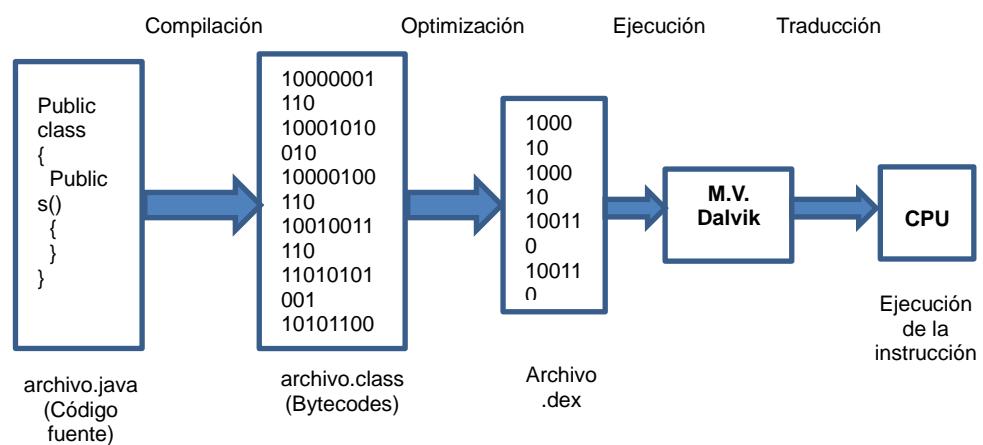 Compilación
Optimización
Ejecución
Traducción
Public
class
{
Public
s()
{
}
}
10000001
110
10001010
010
10000100
110
10010011
110
11010101
001
10101100
1000
10
1000
10
10011
0
10011
0
M.V.
Dalvik
CPU
archivo.java
(Código
fuente)
archivo.class
(Bytecodes)
Archivo
.dex
Ejecución
de la
instrucción